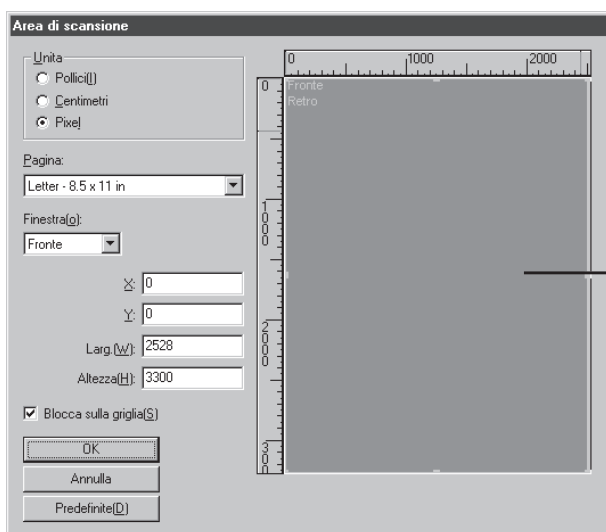 Area di scansione
Unita
Pollici(I)
Centimetri
Pixel
Pagina:
Letter - 8.5 x 11 in
Finestra(o):
Fronte
X: 0
Y: 0
Larg.(W): 2528
Altezza(H): 3300
Blocca sulla griglia(S)
OK
Annulla
Predefinite(D)
0 1000 2000
0
1000
2000
300
Fronte
Retro